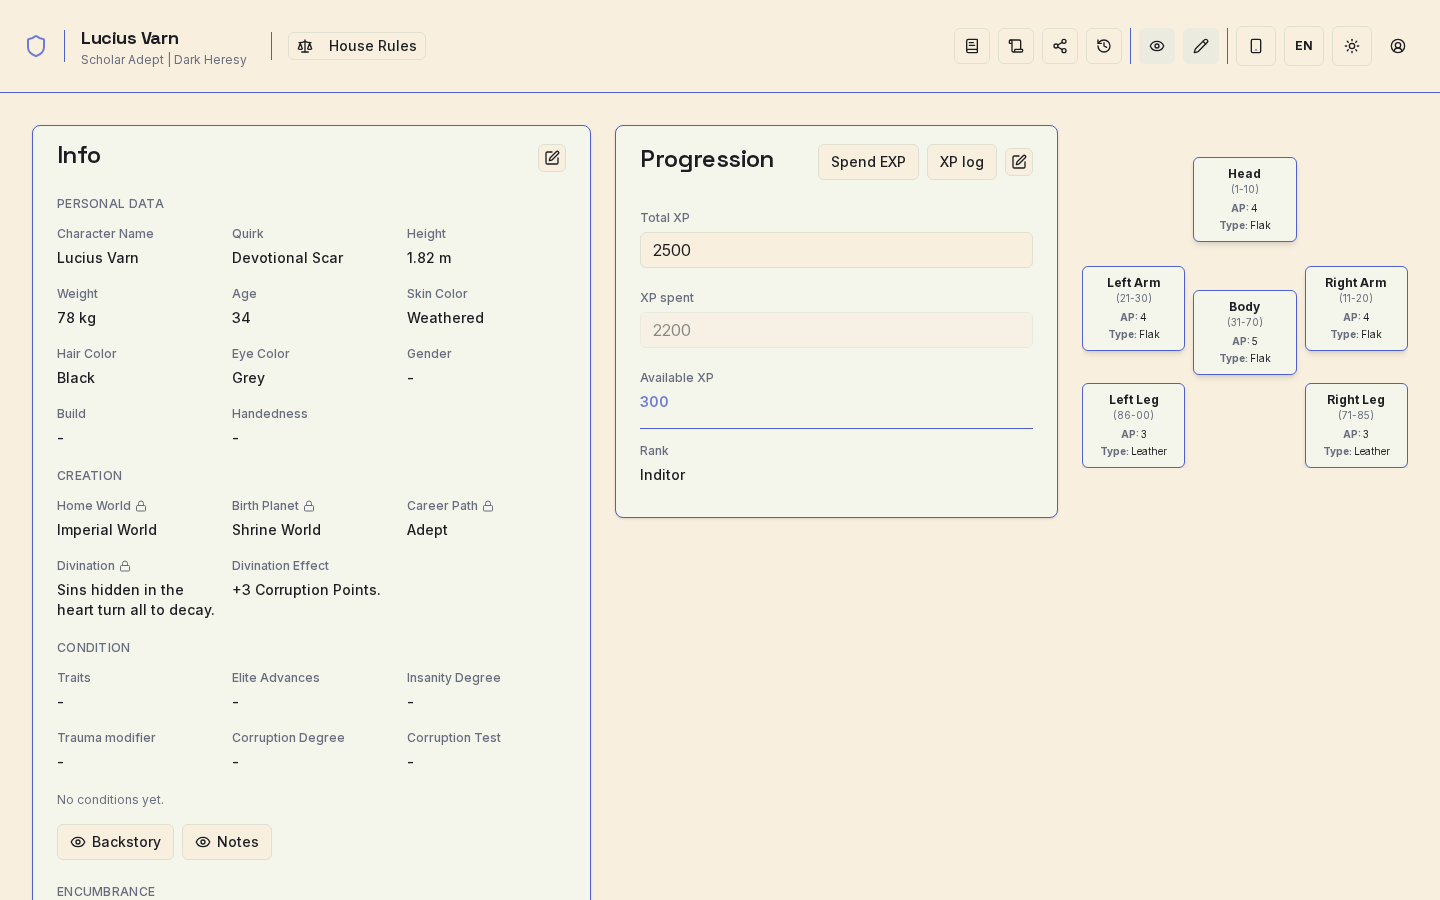 Lucius Varn
Scholar Adept | Dark Heresy
House Rules
EN
Info
PERSONAL DATA
Character Name
Quirk
Height
Lucius Varn
Devotional Scar
1.82 m
Weight
Age
Skin Color
78 kg
34
Weathered
Hair Color
Eye Color
Gender
Black
Grey
-
Build
Handedness
-
-
CREATION
Home World
Birth Planet
Career Path
Imperial World
Shrine World
Adept
Divination
Divination Effect
Sins hidden in the
heart turn all to decay.
+3 Corruption Points.
CONDITION
Traits
Elite Advances
Insanity Degree
-
-
-
Trauma modifier
Corruption Degree
Corruption Test
-
-
-
No conditions yet.
Backstory
Notes
ENCUMBRANCE
Progression
Spend EXP
XP log
Total XP
2500
XP spent
2200
Available XP
300
Rank
Inditor
Head
(1-10)
AP: 4
Type: Flak
Left Arm
(21-30)
AP: 4
Type: Flak
Body
(31-70)
AP: 5
Type: Flak
Right Arm
(11-20)
AP: 4
Type: Flak
Left Leg
(86-00)
AP: 3
Type: Leather
Right Leg
(71-85)
AP: 3
Type: Leather